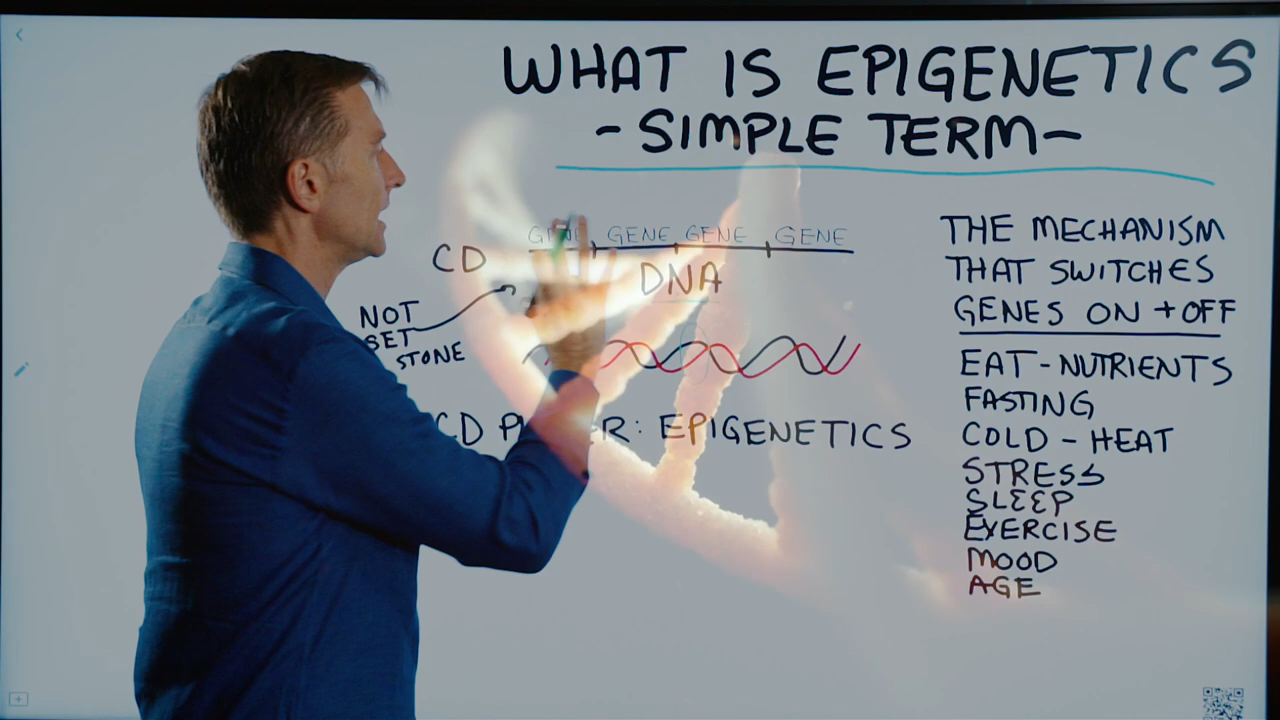 WHAT IS EPIGENETICS
-SIMPLE TERM-
GENE GENE GENE
CD
DNA
NOT
SET
STONE
CD : EPIGENETICS
THE MECHANISM
THAT SWITCHES
GENES ON + OFF
EAT-NUTRIENTS
FASTING
COLD-HEAT
STRESS
SLEEP
EXERCISE
MOOD
AGE